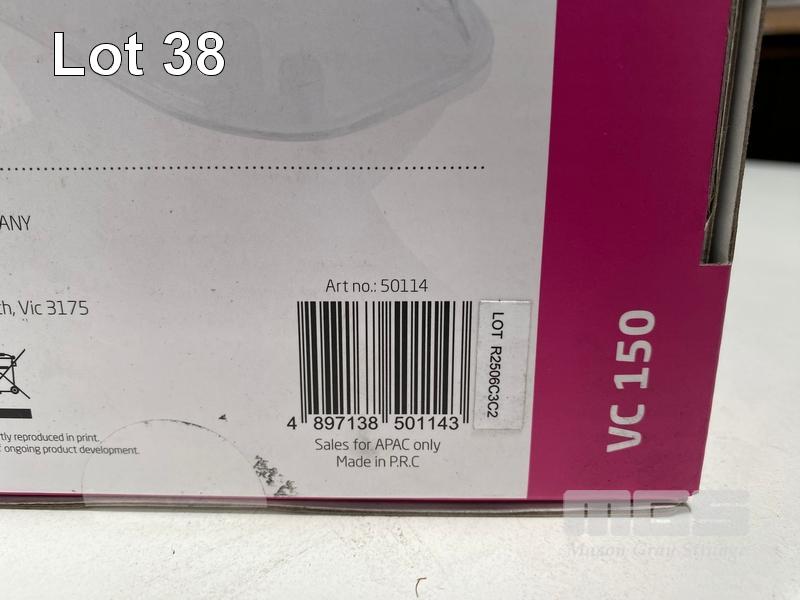 Lot 38
ANY
Art no.: 50114
th, Vic 3175
LOT R2506C3C2
VC 150
4 897138 501143
Sales for APAC only
Made in P.R.C
tly reproduced in print.
f ongoing product development.
mgs
Mason Gray Strange